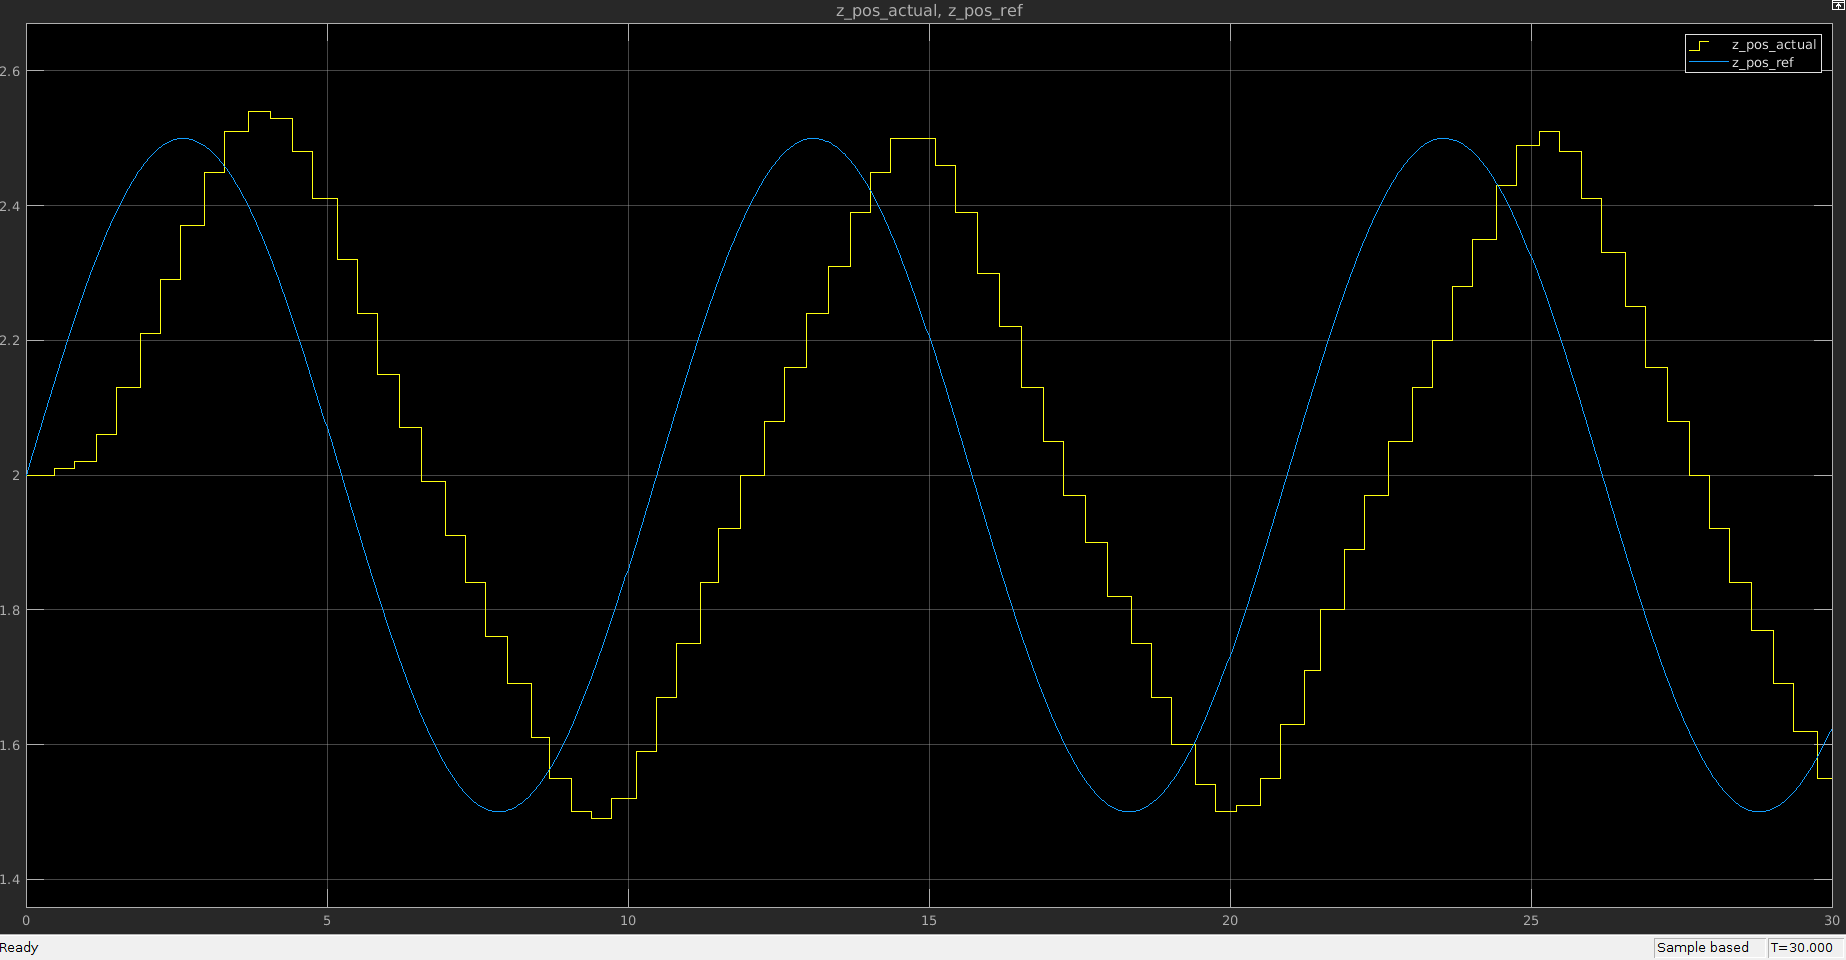 z_pos_actual, z_pos_ref
z_pos_actual
z_pos_ref
2.6
2.4
2.2
2
1.8
1.6
1.4
0 5 10 15 20 25 30
Ready Sample based T=30.000